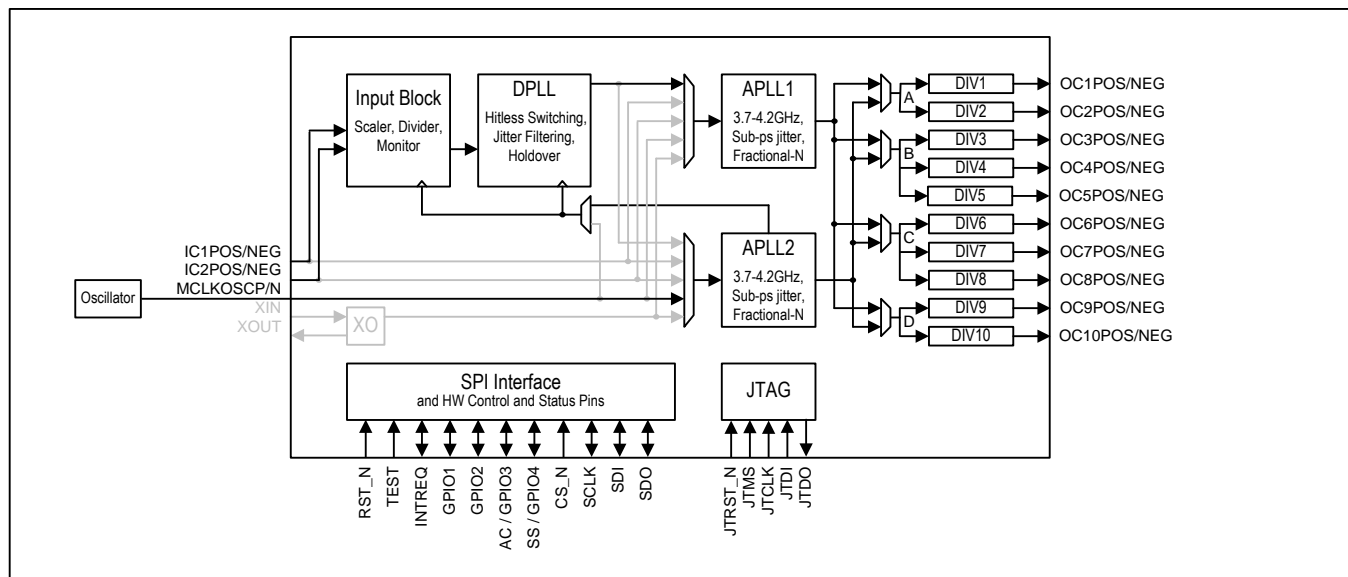 Input Block
Scaler, Divider,
Monitor
DPLL
Hitless Switching,
Jitter Filtering,
Holdover
APLL1
3.7-4.2GHz,
Sub-ps jitter,
Fractional-N
APLL2
3.7-4.2GHz,
Sub-ps jitter,
Fractional-N
A
B
C
D
DIV1
DIV2
DIV3
DIV4
DIV5
DIV6
DIV7
DIV8
DIV9
DIV10
OC1POS/NEG
OC2POS/NEG
OC3POS/NEG
OC4POS/NEG
OC5POS/NEG
OC6POS/NEG
OC7POS/NEG
OC8POS/NEG
OC9POS/NEG
OC10POS/NEG
IC1POS/NEG
IC2POS/NEG
MCLKOSCP/N
Oscillator
XIN
XOUT
XO
SPI Interface
and HW Control and Status Pins
JTAG
RST_N
TEST
INTREQ
GPIO1
GPIO2
AC / GPIO3
SS / GPIO4
CS_N
SCLK
SDI
SDO
JTRST_N
JTMS
JTCLK
JTDI
JTDO